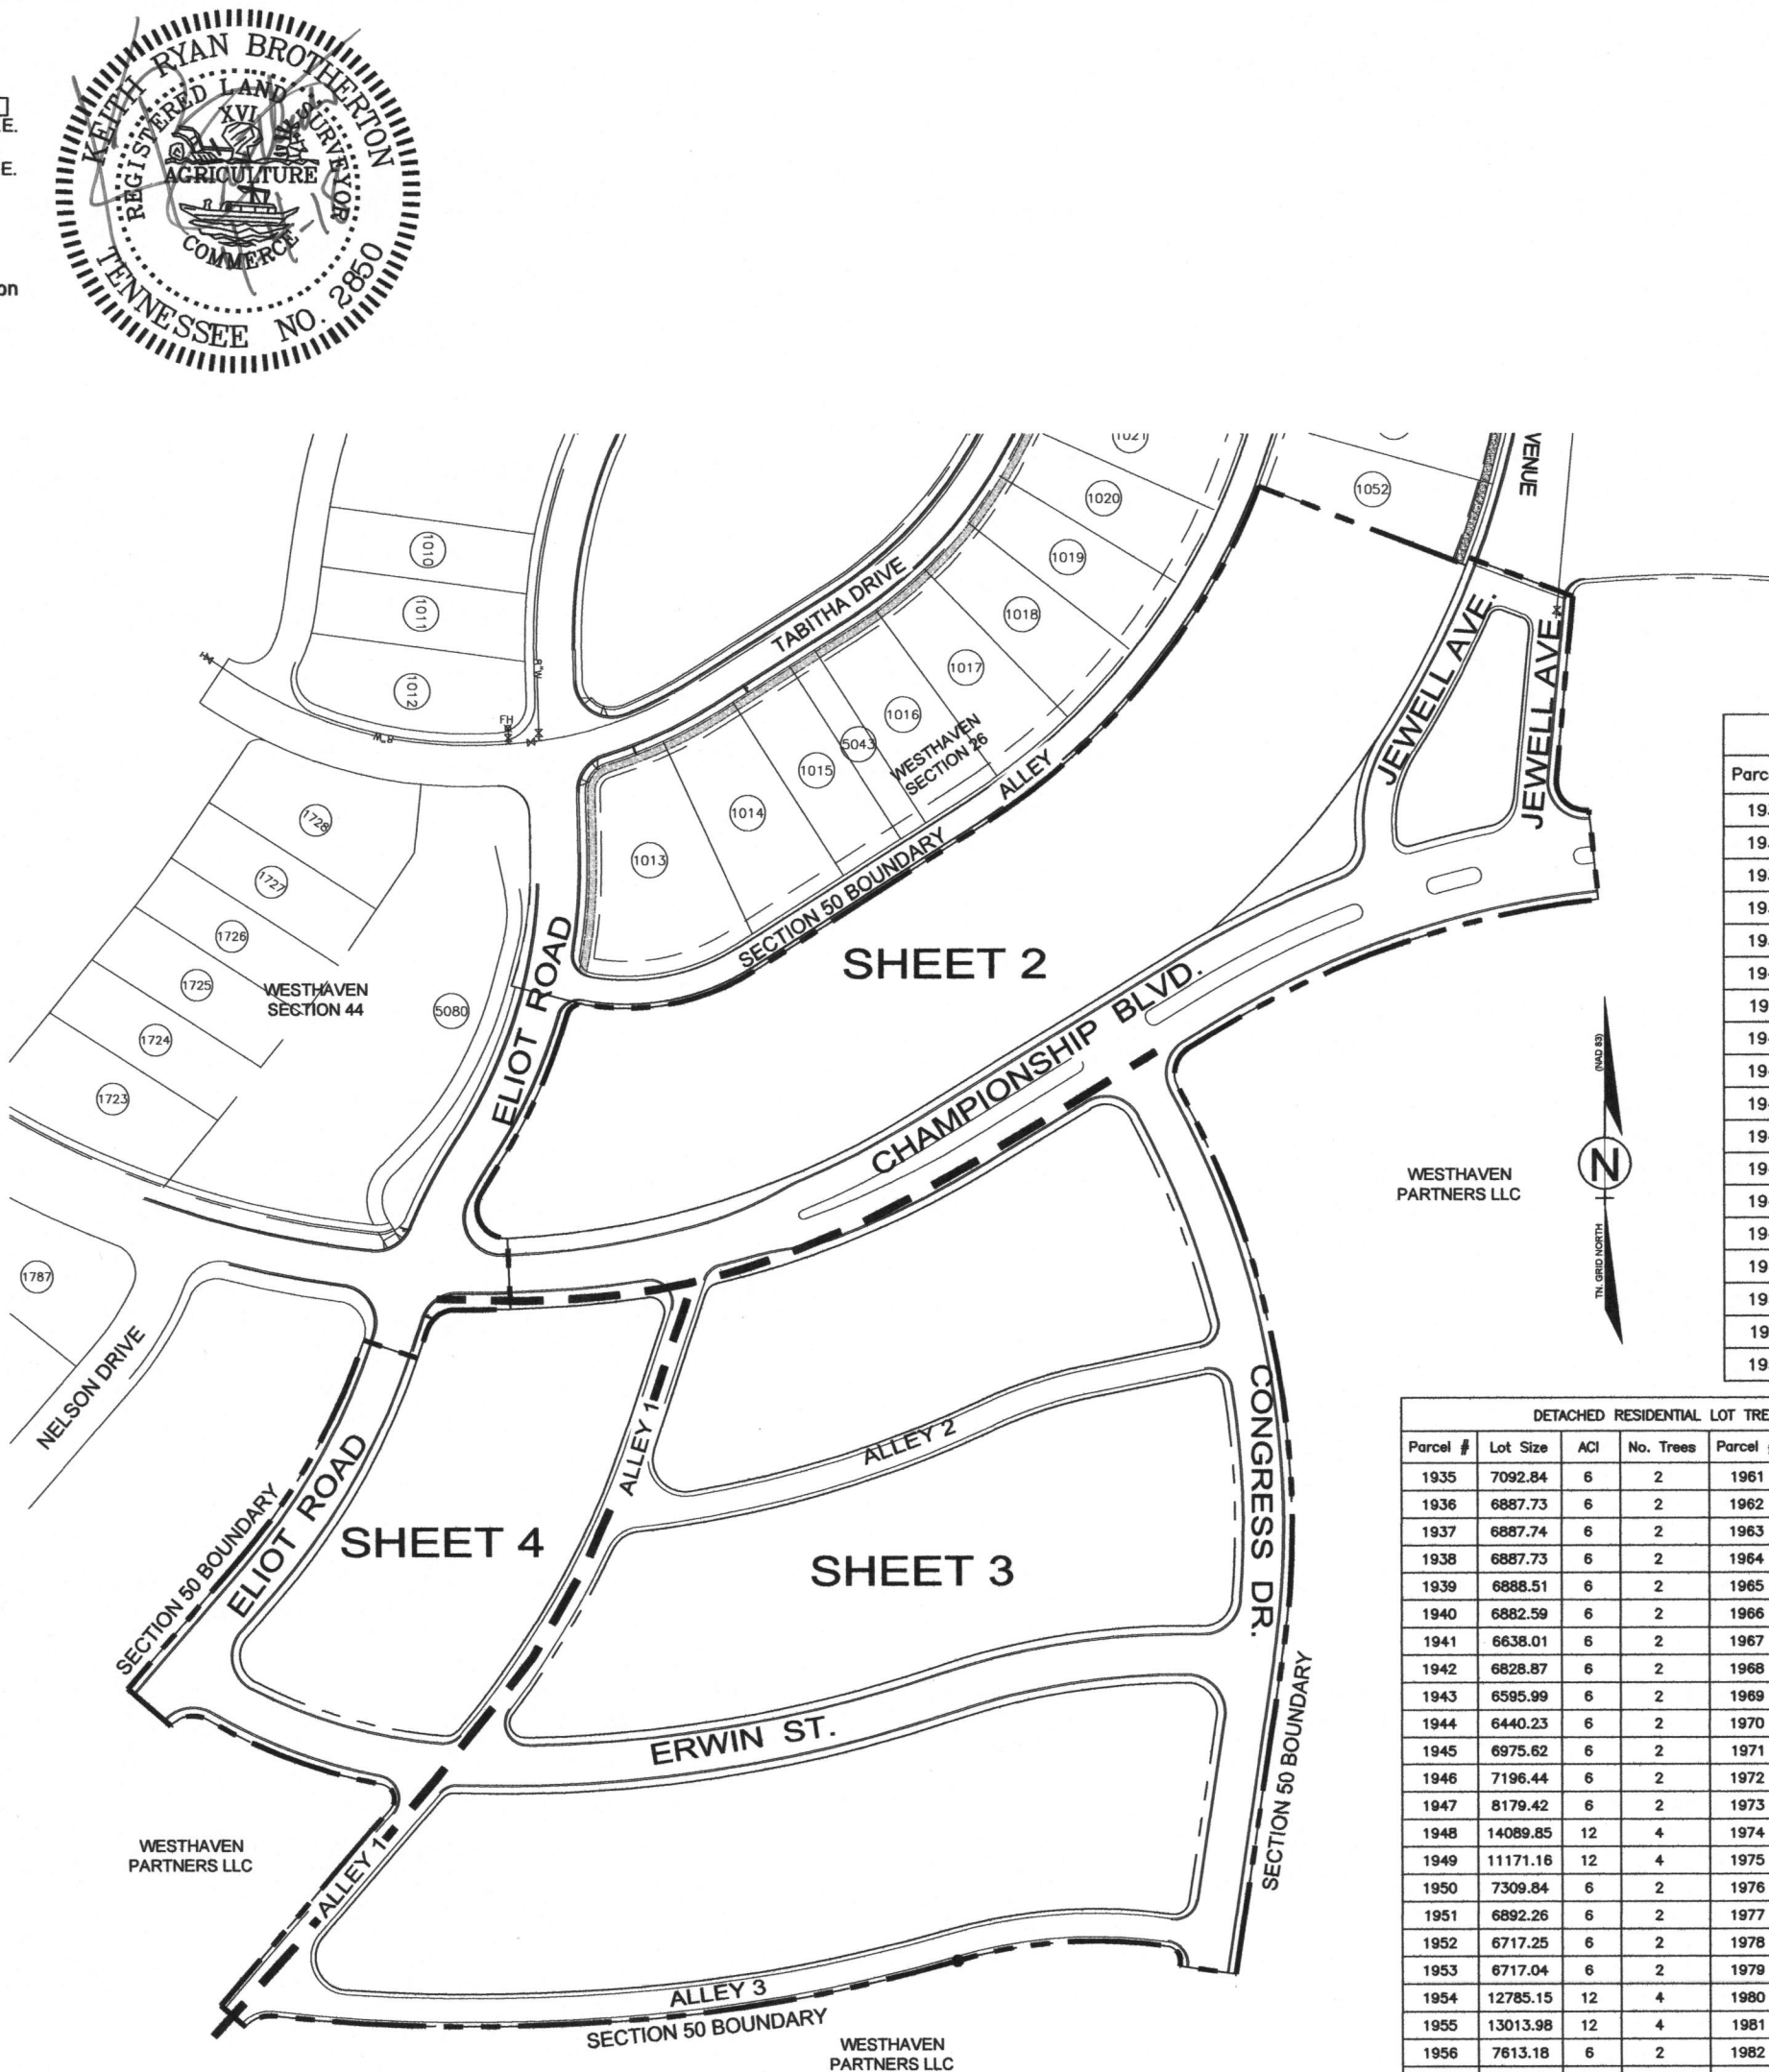 E.
E.
on
KEITH RYAN BROTHERTON
REGISTERED LAND SURVEYOR
XVI
AGRICULTURE
COMMERCE
TENNESSEE NO. 2850
1021
1020
1019
1018
1017
1016
5043
1015
1014
1013
1052
VENUE
1010
1011
1012
8"W
8"W
FH
TABITHA DRIVE
WESTHAVEN
SECTION 26
ALLEY
SECTION 50 BOUNDARY
JEWELL AVE.
JEWELL AVE.
1728
1727
1726
1725
1724
1723
WESTHAVEN
SECTION 44
5080
ELIOT ROAD
SHEET 2
CHAMPIONSHIP BLVD.
(NAD 83)
N
TN. GRID NORTH
WESTHAVEN
PARTNERS LLC
1787
NELSON DRIVE
ALLEY 1
ALLEY 2
CONGRESS DR.
SECTION 50 BOUNDARY
ELIOT ROAD
SHEET 4
SHEET 3
ERWIN ST.
SECTION 50 BOUNDARY
WESTHAVEN
PARTNERS LLC
ALLEY 1
ALLEY 3
SECTION 50 BOUNDARY
WESTHAVEN
PARTNERS LLC
Parc
DETACHED RESIDENTIAL LOT TRE
Parcel # Lot Size ACI No. Trees Parcel
1935 7092.84 6 2 1961
1936 6887.73 6 2 1962
1937 6887.74 6 2 1963
1938 6887.73 6 2 1964
1939 6888.51 6 2 1965
1940 6882.59 6 2 1966
1941 6638.01 6 2 1967
1942 6828.87 6 2 1968
1943 6595.99 6 2 1969
1944 6440.23 6 2 1970
1945 6975.62 6 2 1971
1946 7196.44 6 2 1972
1947 8179.42 6 2 1973
1948 14089.85 12 4 1974
1949 11171.16 12 4 1975
1950 7309.84 6 2 1976
1951 6892.26 6 2 1977
1952 6717.25 6 2 1978
1953 6717.04 6 2 1979
1954 12785.15 12 4 1980
1955 13013.98 12 4 1981
1956 7613.18 6 2 1982